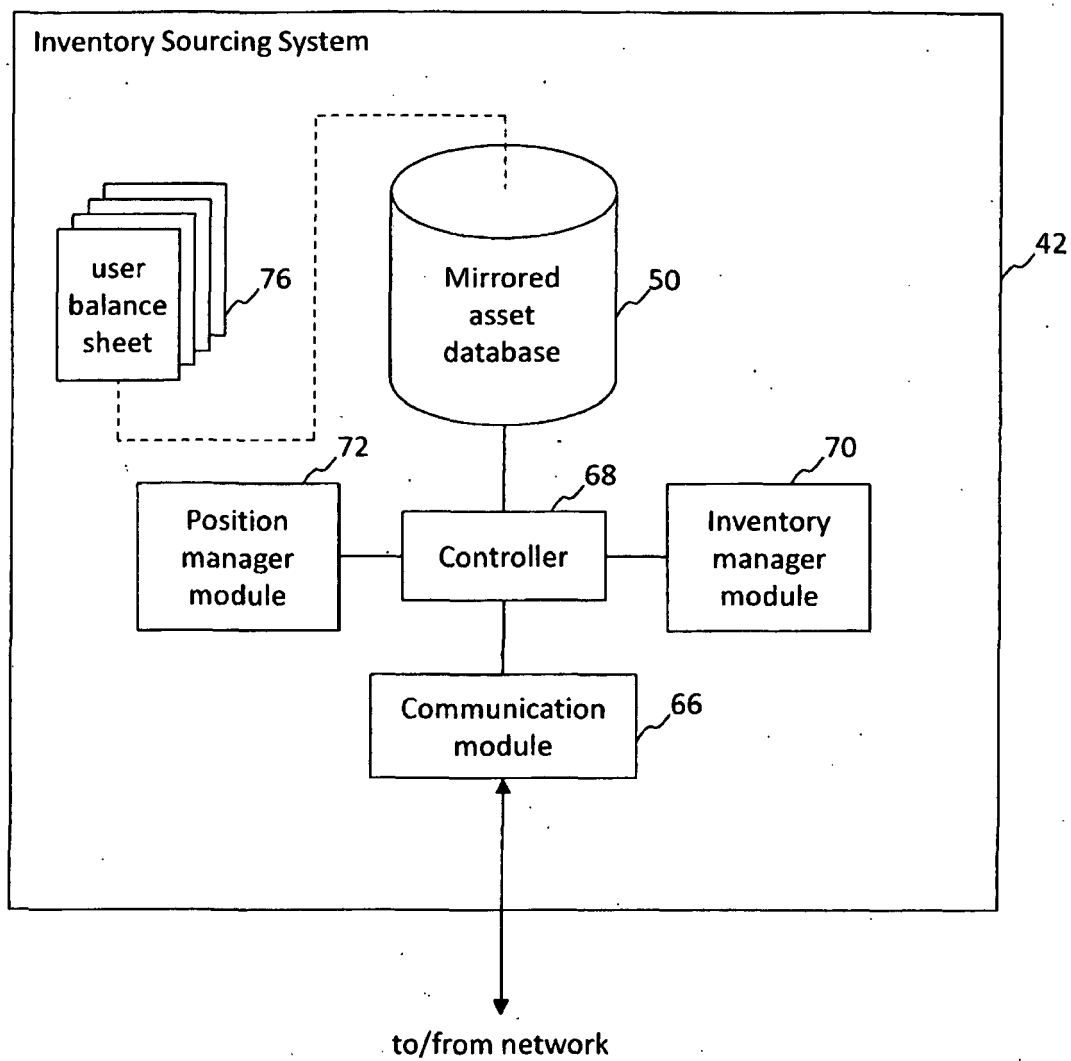 Inventory Sourcing System
42
user
balance
sheet
76
Mirrored
asset
database
50
72
Position
manager
module
68
Controller
70
Inventory
manager
module
Communication
module
66
to/from network